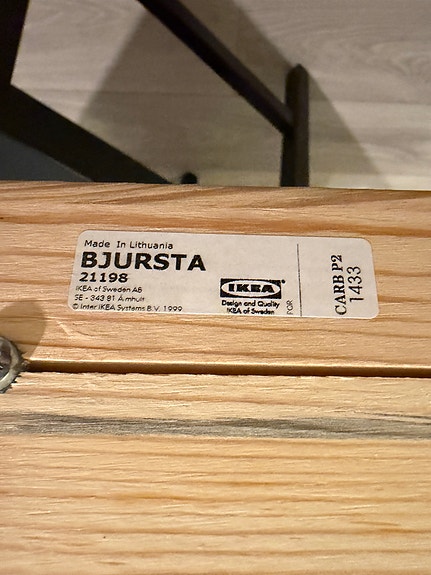 Made In Lithuania
BJURSTA
21198
IKEA of Sweden AB
SE - 343 81 Älmhult
© Inter IKEA Systems B.V. 1999
IKEA
Design and Quality
IKEA of Sweden
FOR
CARB P2
1433